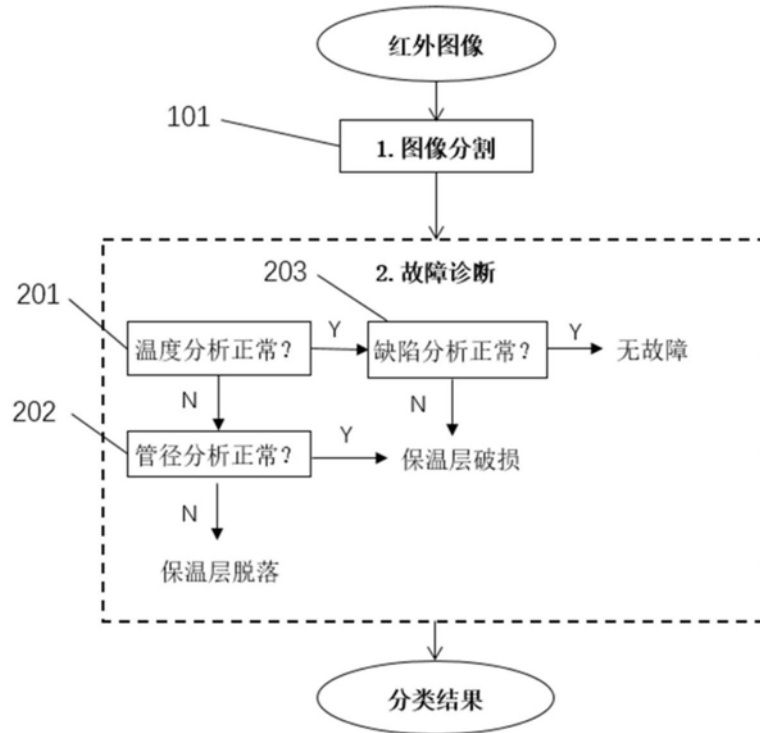 红外图像
101
1. 图像分割
203
2. 故障诊断
201
温度分析正常?
Y
缺陷分析正常?
Y
无故障
N
N
202
管径分析正常?
Y
保温层破损
N
保温层脱落
分类结果